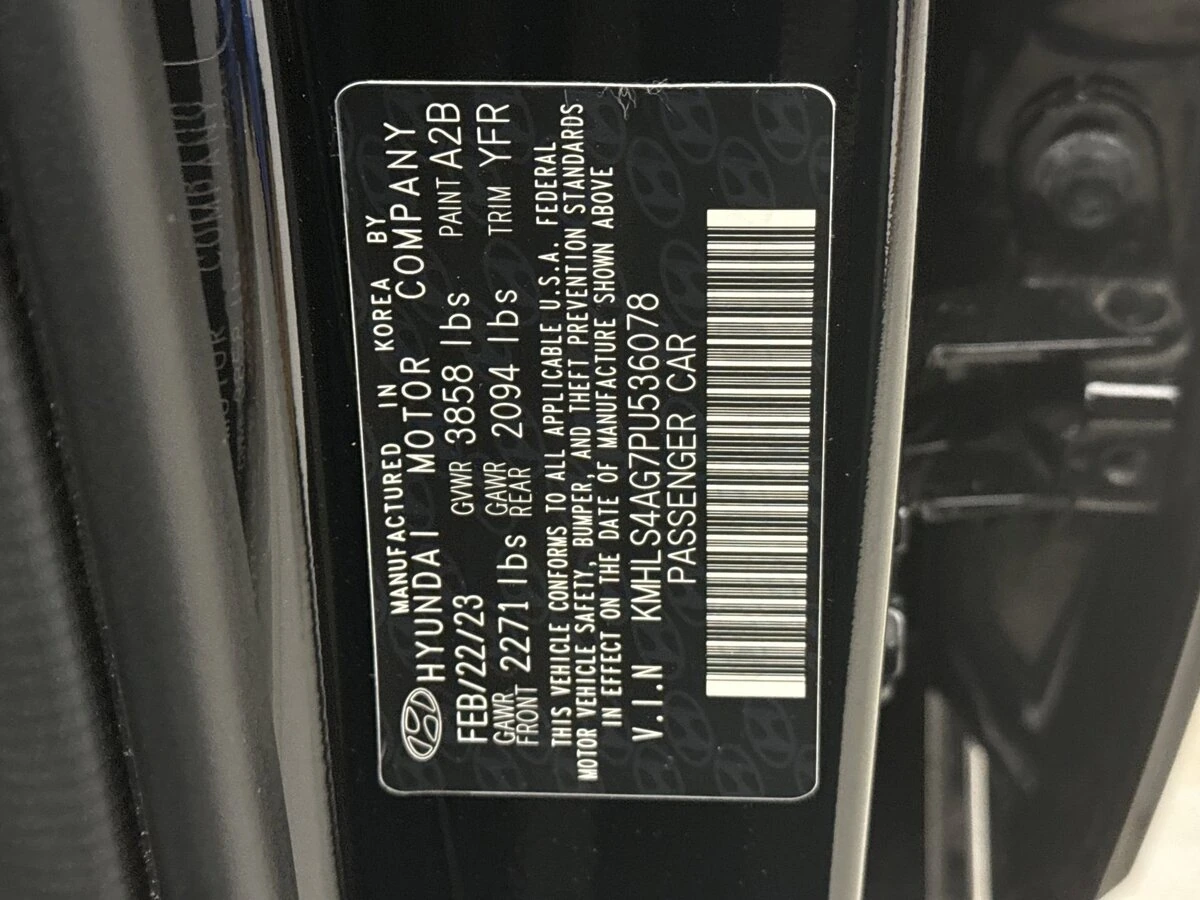 MANUFACTURED IN KOREA BY
HYUNDAI MOTOR COMPANY
FEB/22/23 GVWR 3858 lbs PAINT A2B
GAWR FRONT 2271 lbs GAWR REAR 2094 lbs TRIM YFR
THIS VEHICLE CONFORMS TO ALL APPLICABLE U.S.A. FEDERAL
MOTOR VEHICLE SAFETY, BUMPER, AND THEFT PREVENTION STANDARDS
IN EFFECT ON THE DATE OF MANUFACTURE SHOWN ABOVE
V.I.N KMHLS4AG7PU536078
PASSENGER CAR